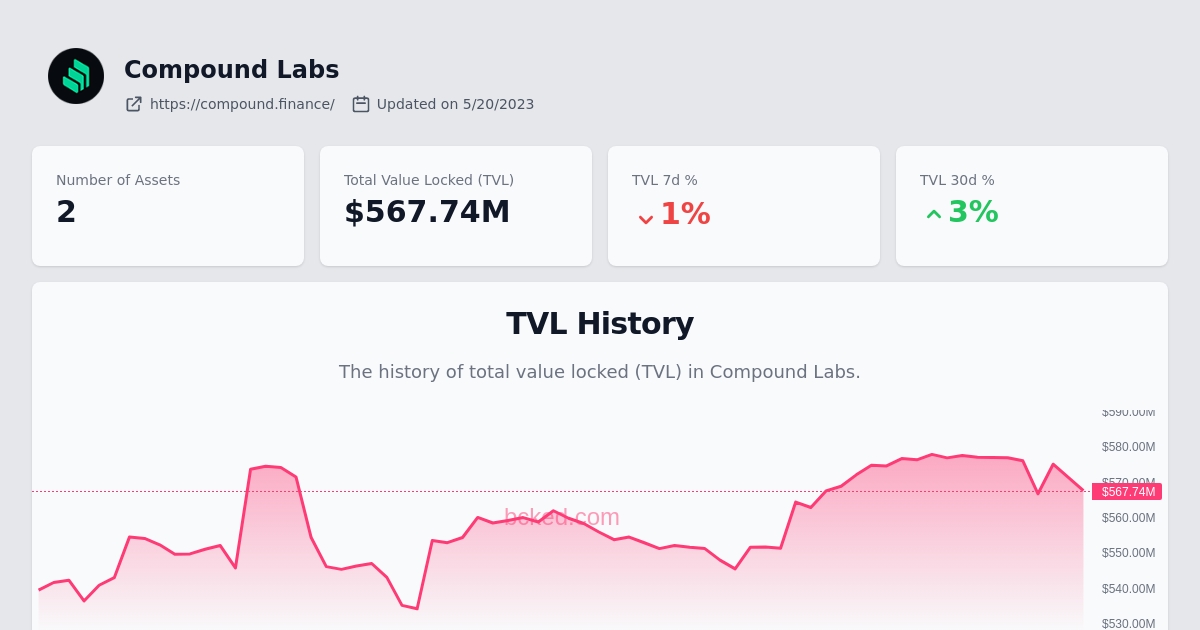 Compound Labs
https://compound.finance/ Updated on 5/20/2023
Number of Assets
2
Total Value Locked (TVL)
$567.74M
TVL 7d %
1%
TVL 30d %
3%
TVL History
The history of total value locked (TVL) in Compound Labs.
$590.00M
$580.00M
$570.00M
$567.74M
$560.00M
$550.00M
$540.00M
$530.00M
bcked.com